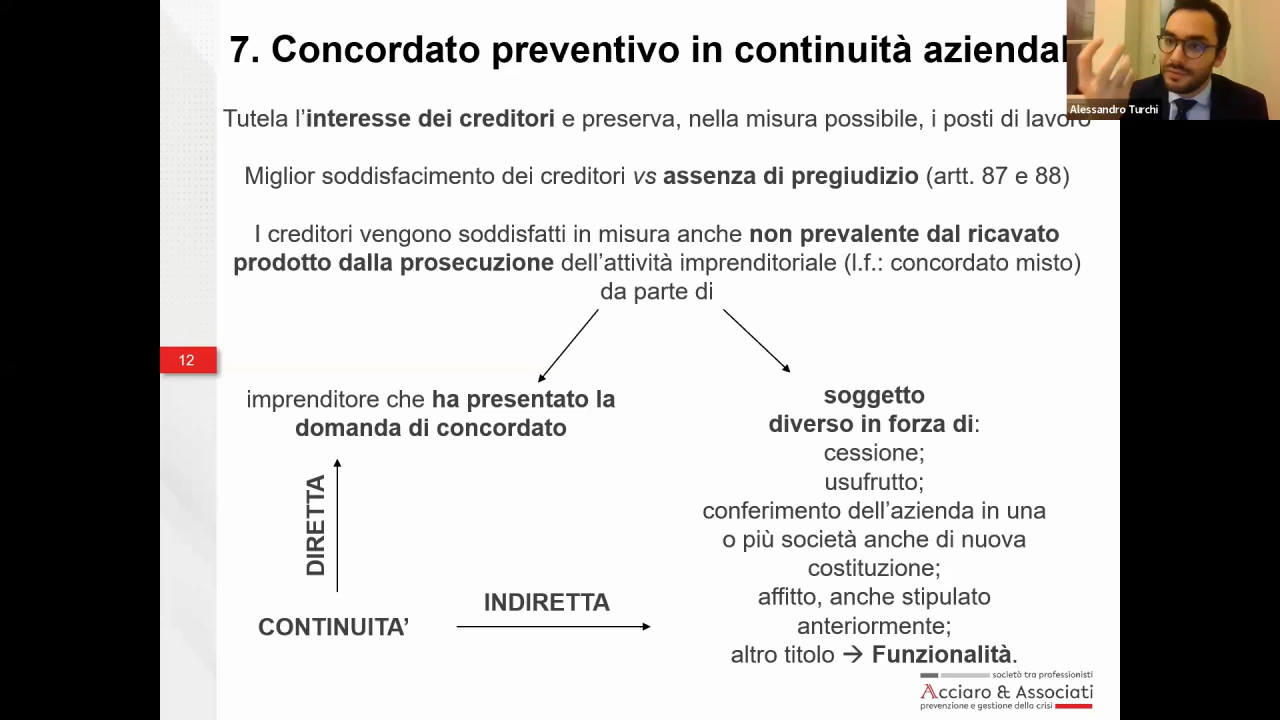 7. Concordato preventivo in continuità aziendal
Alessandro Turchi
Tutela l'interesse dei creditori e preserva, nella misura possibile, i posti di lavoro
Miglior soddisfacimento dei creditori vs assenza di pregiudizio (artt. 87 e 88)
I creditori vengono soddisfatti in misura anche non prevalente dal ricavato
prodotto dalla prosecuzione dell'attività imprenditoriale (l.f.: concordato misto)
da parte di
12
imprenditore che ha presentato la
domanda di concordato
DIRETTA
CONTINUITA'
INDIRETTA
soggetto
diverso in forza di:
cessione;
usufrutto;
conferimento dell'azienda in una
o più società anche di nuova
costituzione;
affitto, anche stipulato
anteriormente;
altro titolo → Funzionalità.
società tra professionisti
Acciaro & Associati
prevenzione e gestione della crisi